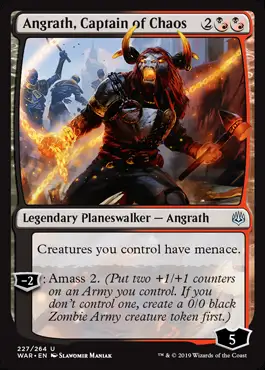 Angrath, Captain of Chaos 2
Legendary Planeswalker — Angrath
Creatures you control have menace.
-2: Amass 2. (Put two +1/+1 counters
on an Army you control. If you
don't control one, create a 0/0 black
Zombie Army creature token first.)
5
227/264 U
WAR • EN SLAWOMIR MANIAK
™ & © 2019 Wizards of the Coast